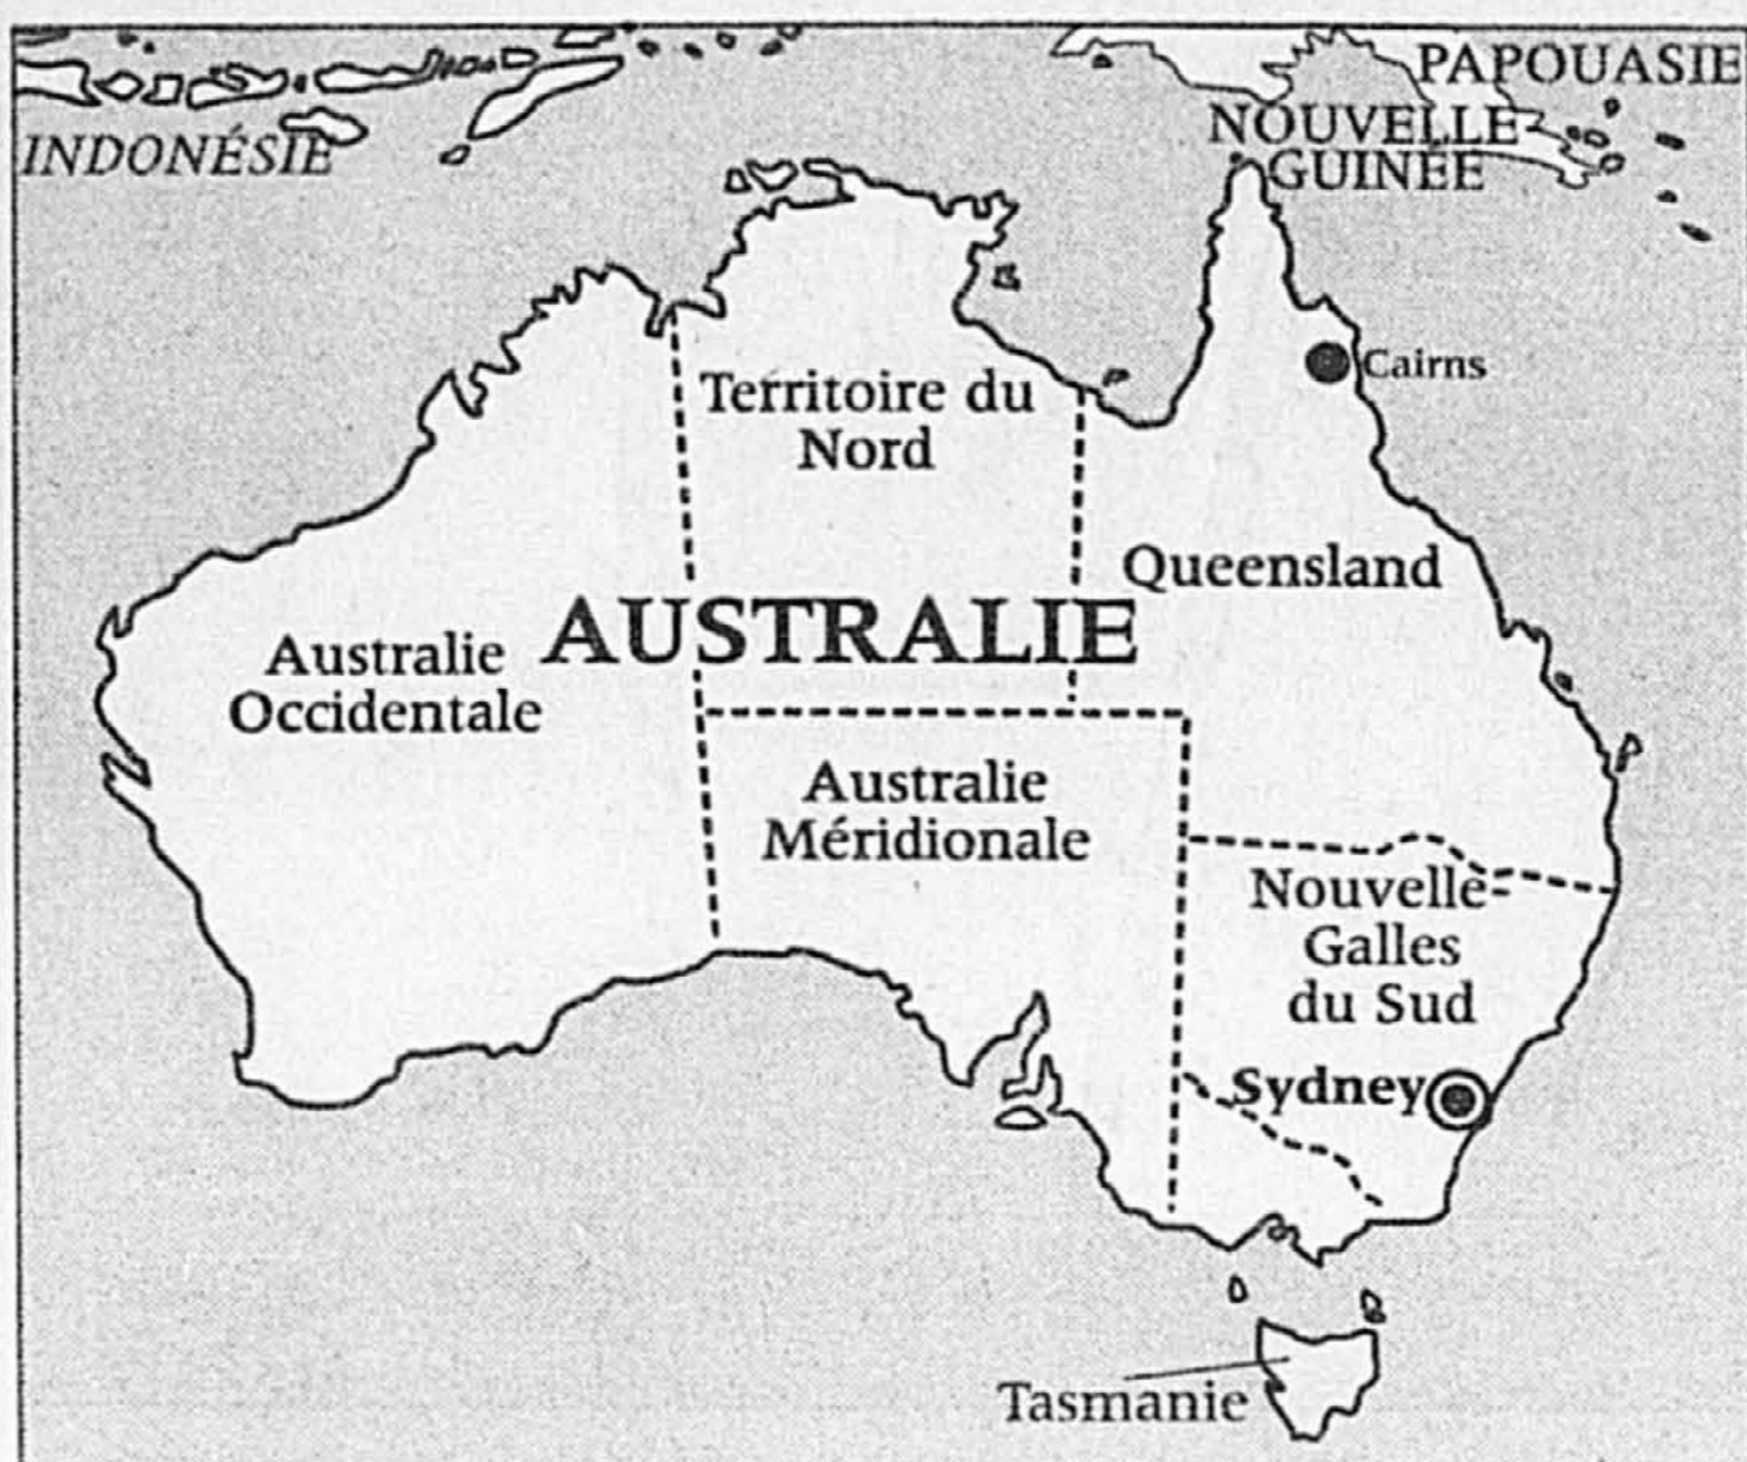 PAPOUASIE
NOUVELLE
GUINÉE
INDONÉSIE
Cairns
Territoire du
Nord
Queensland
AUSTRALIE
Australie
Occidentale
Australie
Méridionale
Nouvelle-
Galles
du Sud
Sydney
Tasmanie